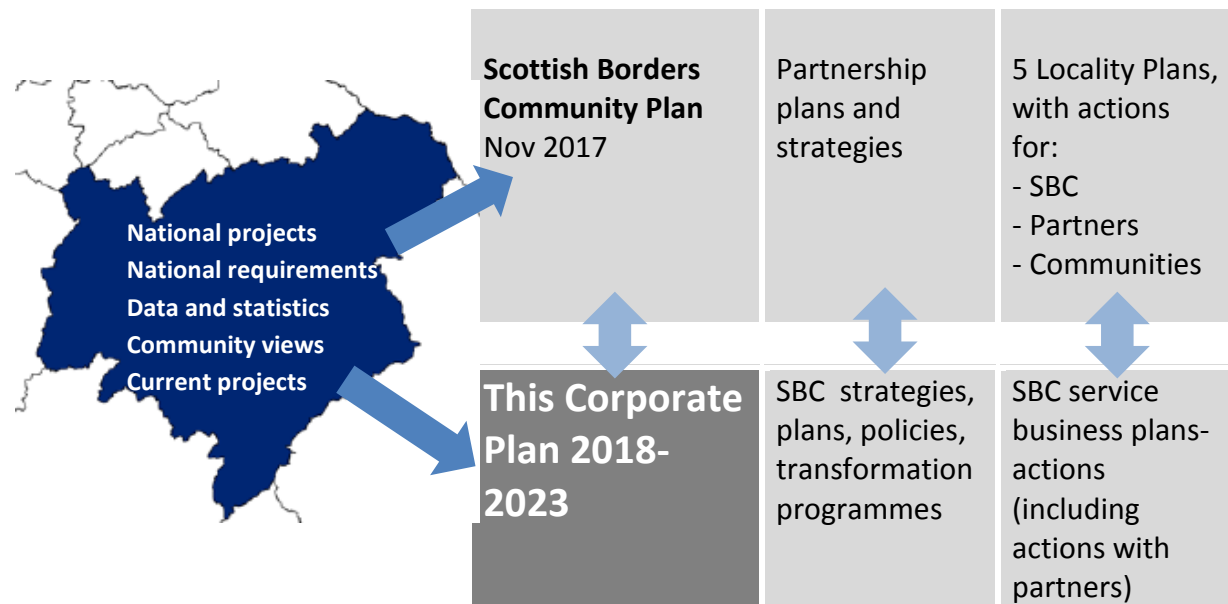 National projects
National requirements
Data and statistics
Community views
Current projects
Scottish Borders
Community Plan
Nov 2017
Partnership
plans and
strategies
5 Locality Plans,
with actions
for:
- SBC
- Partners
- Communities
This Corporate
Plan 2018-
2023
SBC strategies,
plans, policies,
transformation
programmes
SBC service
business plans-
actions
(including
actions with
partners)